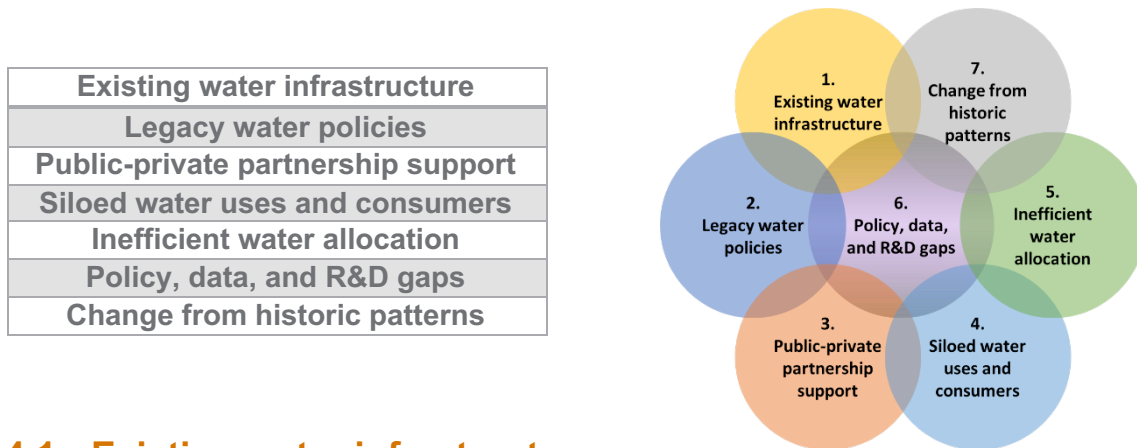 Existing water infrastructure
Legacy water policies
Public-private partnership support
Siloed water uses and consumers
Inefficient water allocation
Policy, data, and R&D gaps
Change from historic patterns
1.
Existing water
infrastructure
7.
Change from
historic
patterns
2.
Legacy water
policies
6.
Policy, data,
and R&D gaps
5.
Inefficient
water
allocation
3.
Public-private
partnership
support
4.
Siloed water
uses and
consumers